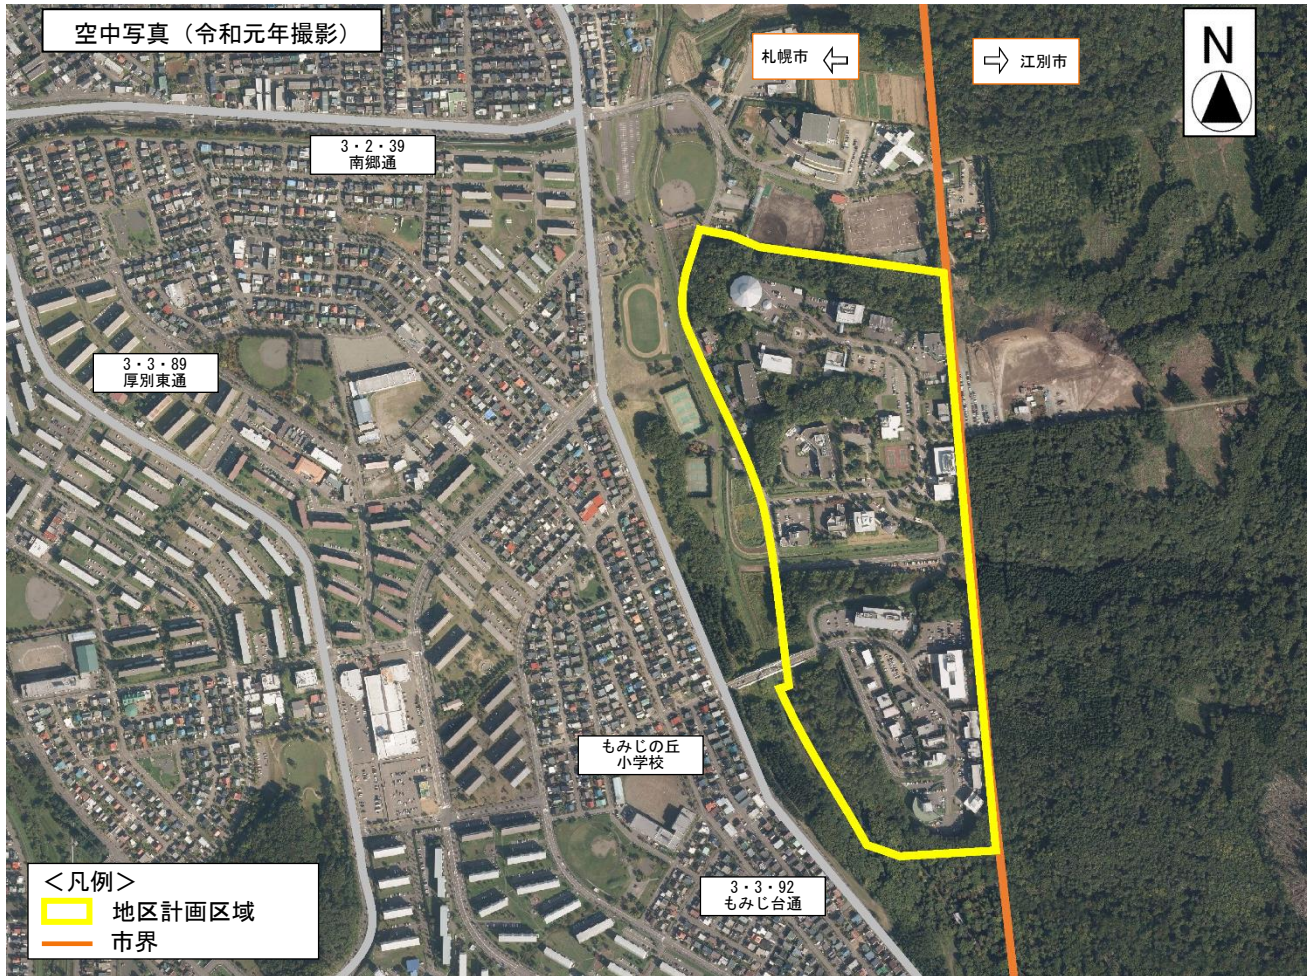 空中写真（令和元年撮影）
札幌市
江別市
N
3・2・39
南郷通
3・3・89
厚別東通
もみじの丘
小学校
3・3・92
もみじ台通
＜凡例＞
地区計画区域
市界